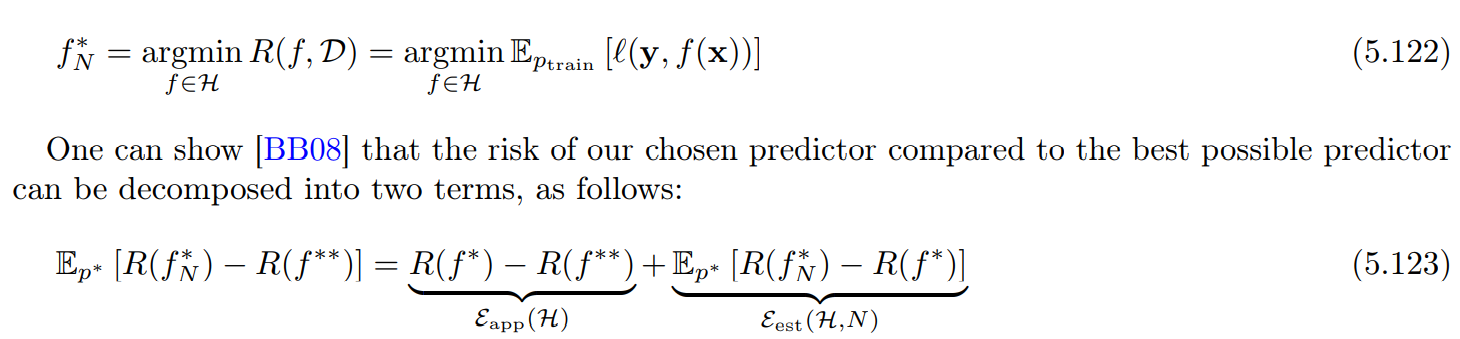 f*_N = argmin R(f, 𝒟) = argmin 𝔼_{p_train} [ℓ(𝐲, f(𝐱))] (5.122)
f∈ℋ f∈ℋ
One can show [BB08] that the risk of our chosen predictor compared to the best possible predictor
can be decomposed into two terms, as follows:
𝔼_{p*} [R(f*_N) − R(f**)] = R(f*) − R(f**) + 𝔼_{p*} [R(f*_N) − R(f*)] (5.123)
ℰ_app(ℋ) ℰ_est(ℋ,N)